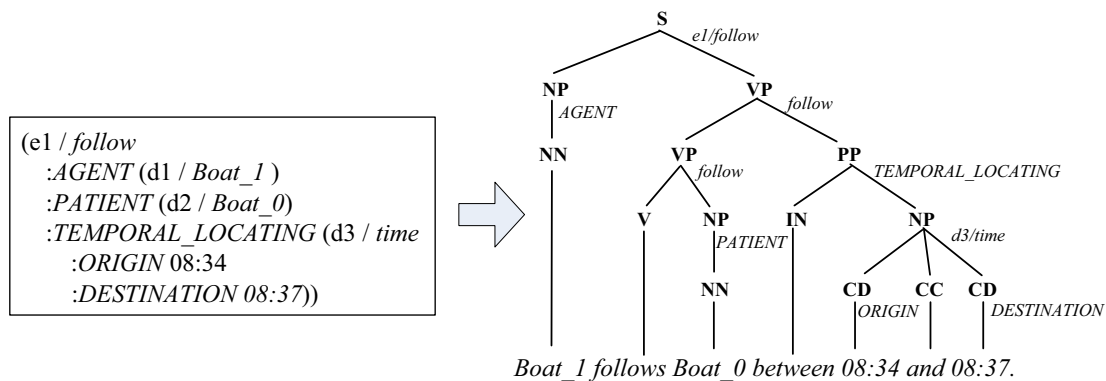 (e1 / follow
:AGENT (d1 / Boat_1 )
:PATIENT (d2 / Boat_0)
:TEMPORAL_LOCATING (d3 / time
:ORIGIN 08:34
:DESTINATION 08:37))
S
e1/follow
NP VP
AGENT follow
NN VP PP
follow TEMPORAL_LOCATING
V NP IN NP
PATIENT d3/time
NN CD CC CD
ORIGIN DESTINATION
Boat_1 follows Boat_0 between 08:34 and 08:37.